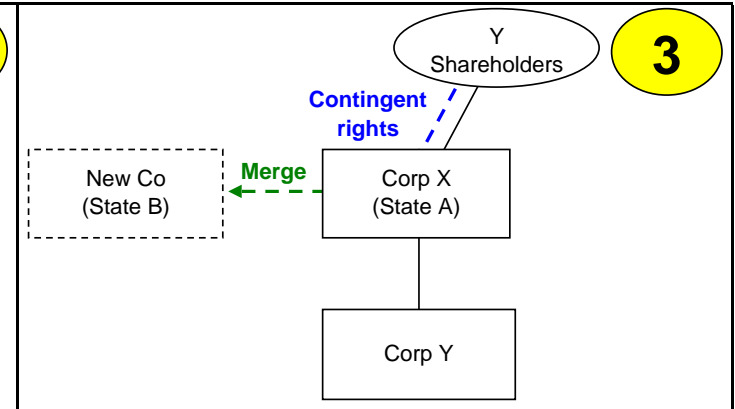 Y
Shareholders
3
Contingent
rights
New Co
(State B)
Merge
Corp X
(State A)
Corp Y